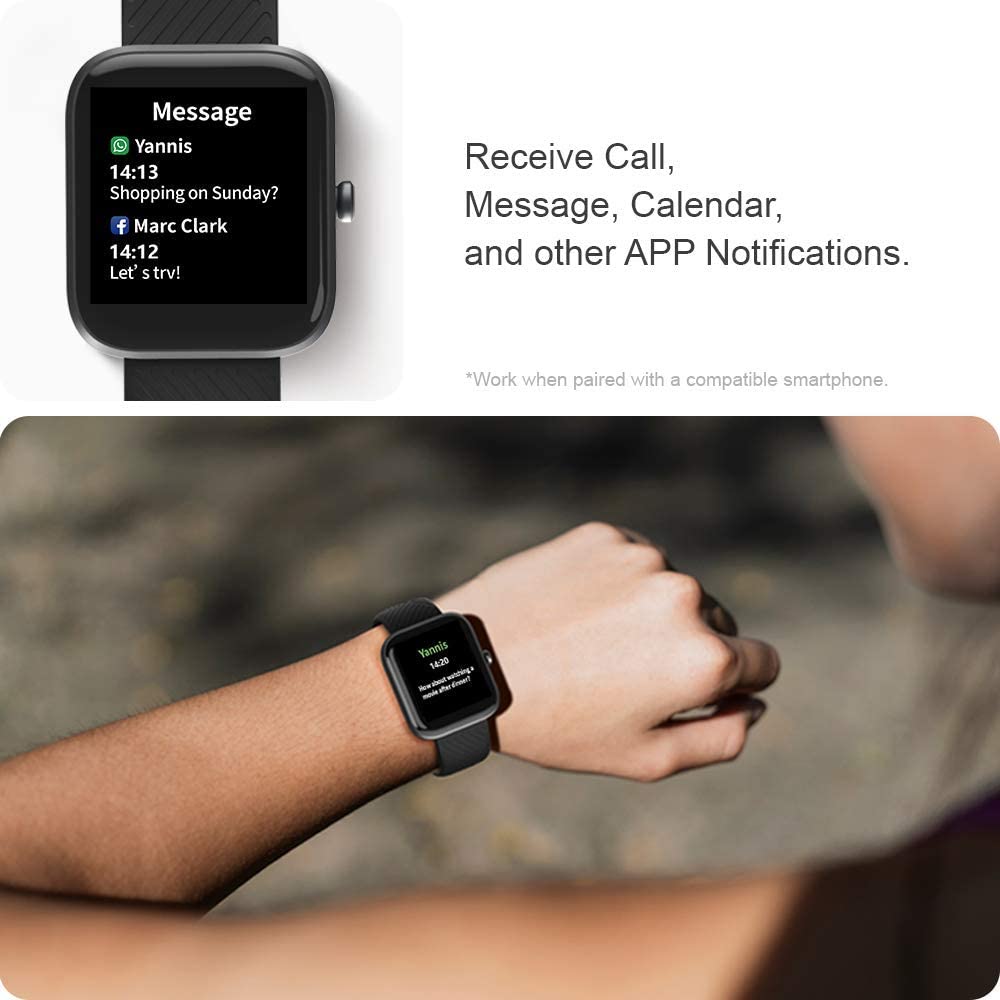 Message
Yannis
14:13
Shopping on Sunday?
Marc Clark
14:12
Let's trv!
Receive Call,
Message, Calendar,
and other APP Notifications.
*Work when paired with a compatible smartphone.
Yannis
14:20
How about watching a
movie after dinner?